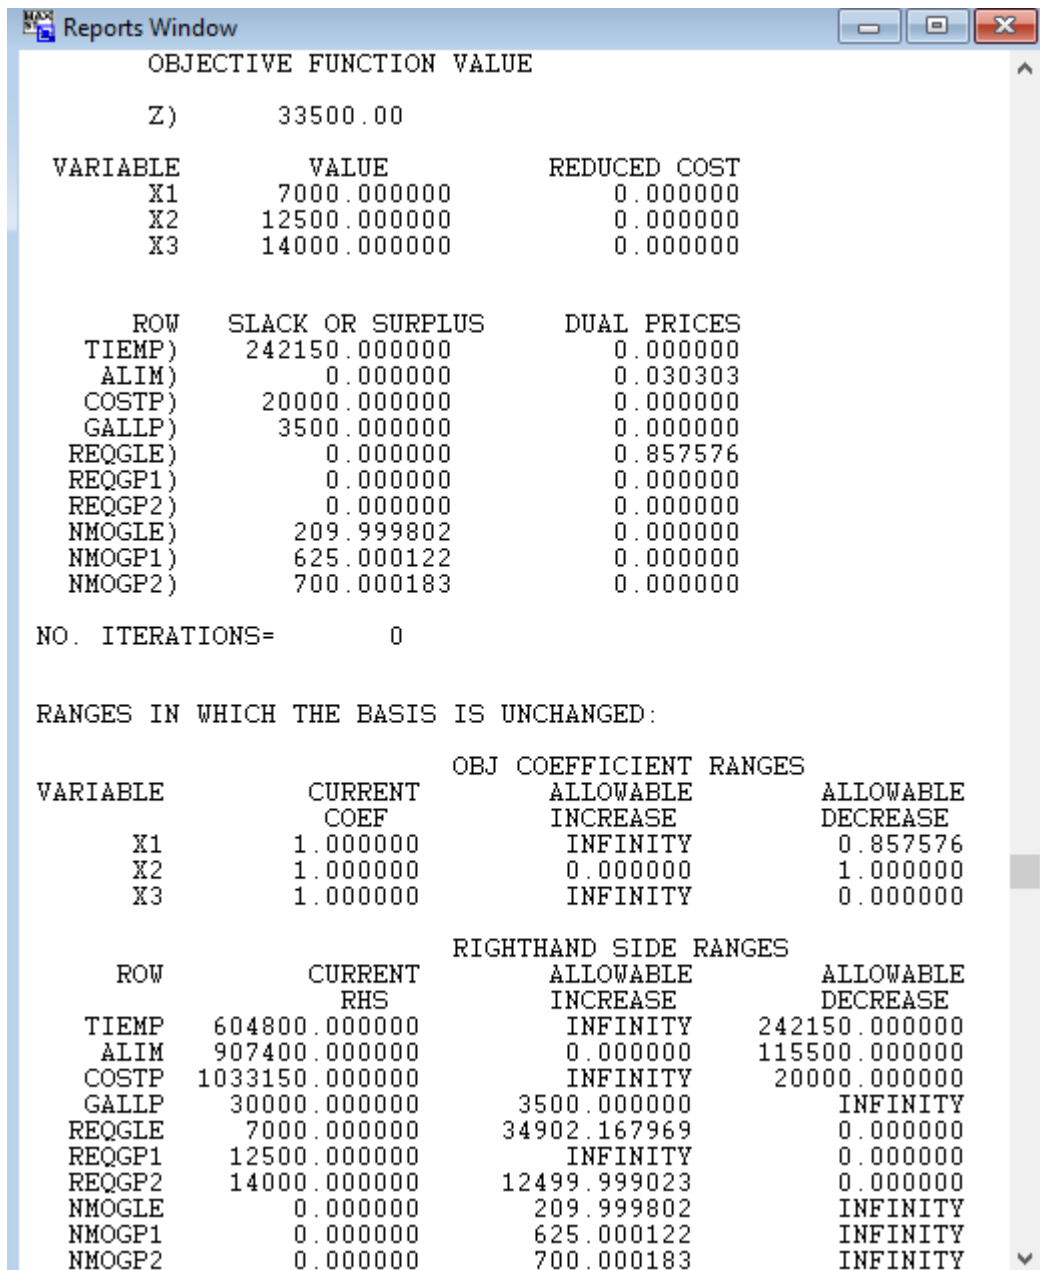 Reports Window
OBJECTIVE FUNCTION VALUE
Z) 33500.00
VARIABLE VALUE REDUCED COST
X1 7000.000000 0.000000
X2 12500.000000 0.000000
X3 14000.000000 0.000000
ROW SLACK OR SURPLUS DUAL PRICES
TIEMP) 242150.000000 0.000000
ALIM) 0.000000 0.030303
COSTP) 20000.000000 0.000000
GALLP) 3500.000000 0.000000
REQGLE) 0.000000 0.857576
REQGP1) 0.000000 0.000000
REQGP2) 0.000000 0.000000
NMOGLE) 209.999802 0.000000
NMOGP1) 625.000122 0.000000
NMOGP2) 700.000183 0.000000
NO. ITERATIONS= 0
RANGES IN WHICH THE BASIS IS UNCHANGED:
OBJ COEFFICIENT RANGES
VARIABLE CURRENT ALLOWABLE ALLOWABLE
COEF INCREASE DECREASE
X1 1.000000 INFINITY 0.857576
X2 1.000000 0.000000 1.000000
X3 1.000000 INFINITY 0.000000
RIGHTHAND SIDE RANGES
ROW CURRENT ALLOWABLE ALLOWABLE
RHS INCREASE DECREASE
TIEMP 604800.000000 INFINITY 242150.000000
ALIM 907400.000000 0.000000 115500.000000
COSTP 1033150.000000 INFINITY 20000.000000
GALLP 30000.000000 3500.000000 INFINITY
REQGLE 7000.000000 34902.167969 0.000000
REQGP1 12500.000000 INFINITY 0.000000
REQGP2 14000.000000 12499.999023 0.000000
NMOGLE 0.000000 209.999802 INFINITY
NMOGP1 0.000000 625.000122 INFINITY
NMOGP2 0.000000 700.000183 INFINITY